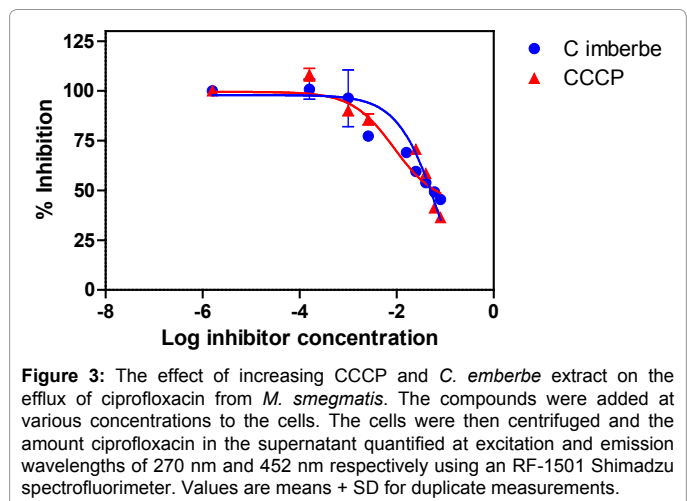 125
100
75
50
25
0
% Inhibition
-8
-6
-4
-2
0
Log inhibitor concentration
C imberbe
CCCP
Figure 3: The effect of increasing CCCP and C. emberbe extract on the
efflux of ciprofloxacin from M. smegmatis. The compounds were added at
various concentrations to the cells. The cells were then centrifuged and the
amount ciprofloxacin in the supernatant quantified at excitation and emission
wavelengths of 270 nm and 452 nm respectively using an RF-1501 Shimadzu
spectrofluorimeter. Values are means + SD for duplicate measurements.